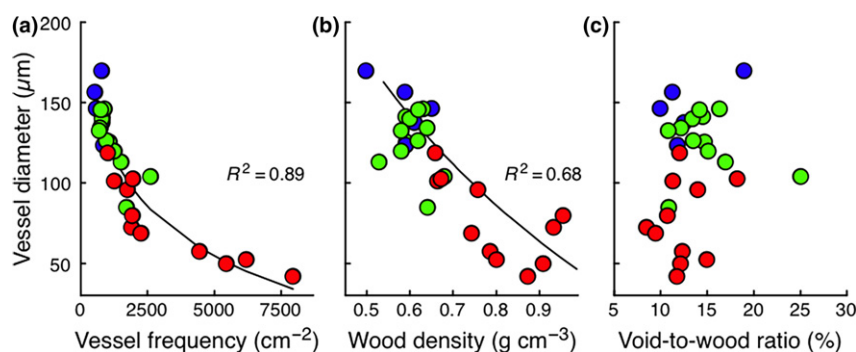 (a)
(b)
(c)
Vessel diameter (µm)
200
150
100
50
R² = 0.89
R² = 0.68
0 2500 5000 7500
0.5 0.6 0.7 0.8 0.9
5 10 15 20 25 30
Vessel frequency (cm⁻²)
Wood density (g cm⁻³)
Void-to-wood ratio (%)